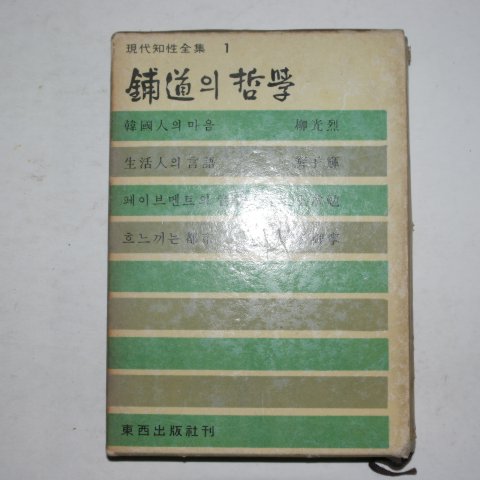 現代知性全集 1
鋪道의 哲學
韓國人의 마음 柳光烈
生活人의 言語
페이브멘트의
흐느끼는 都市
東西出版社刊